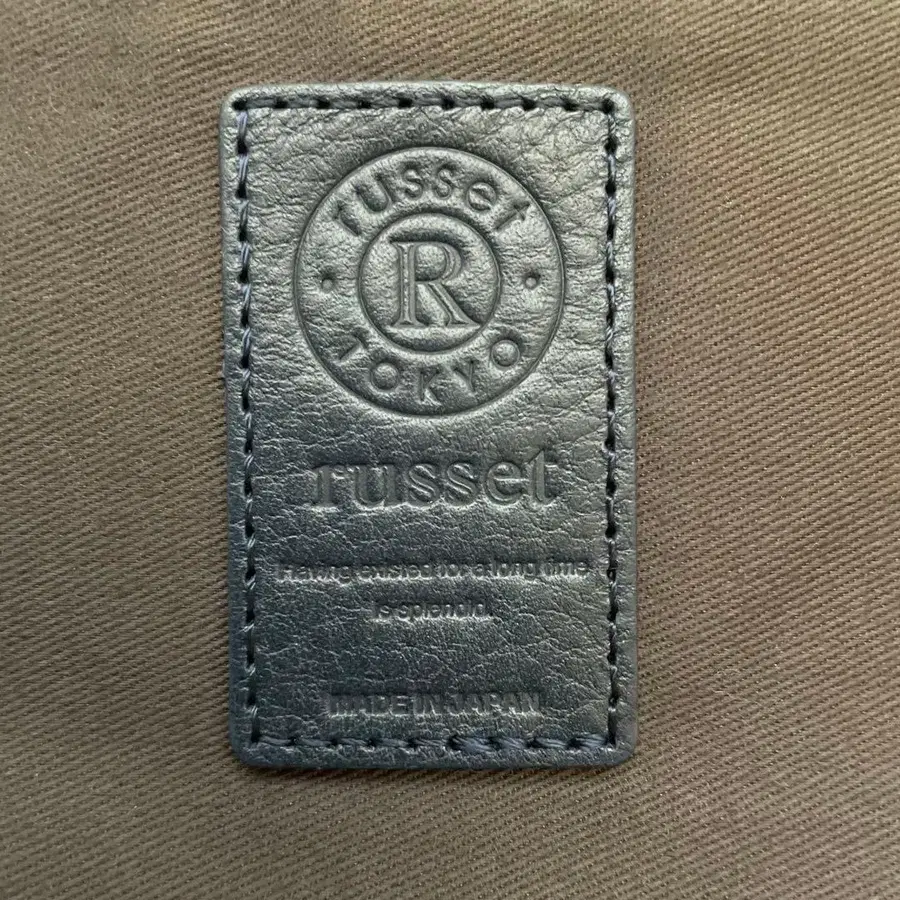 russet
R
TOKYO
russet
Having existed for a long time
is splendid.
MADE IN JAPAN